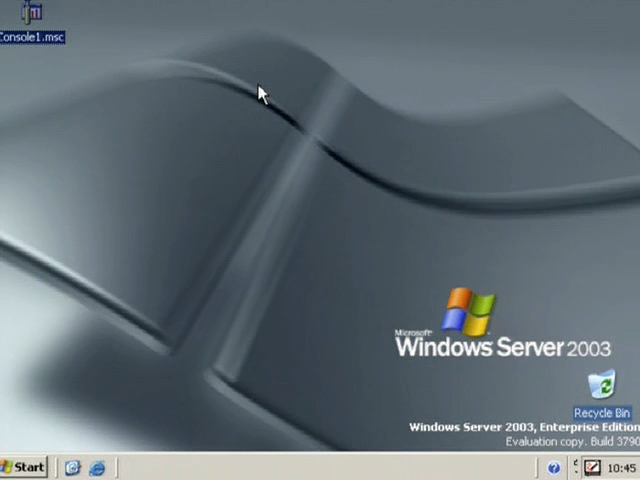 Console1.msc
Microsoft
Windows Server 2003
Recycle Bin
Windows Server 2003, Enterprise Edition
Evaluation copy. Build 3790
Start
10:45